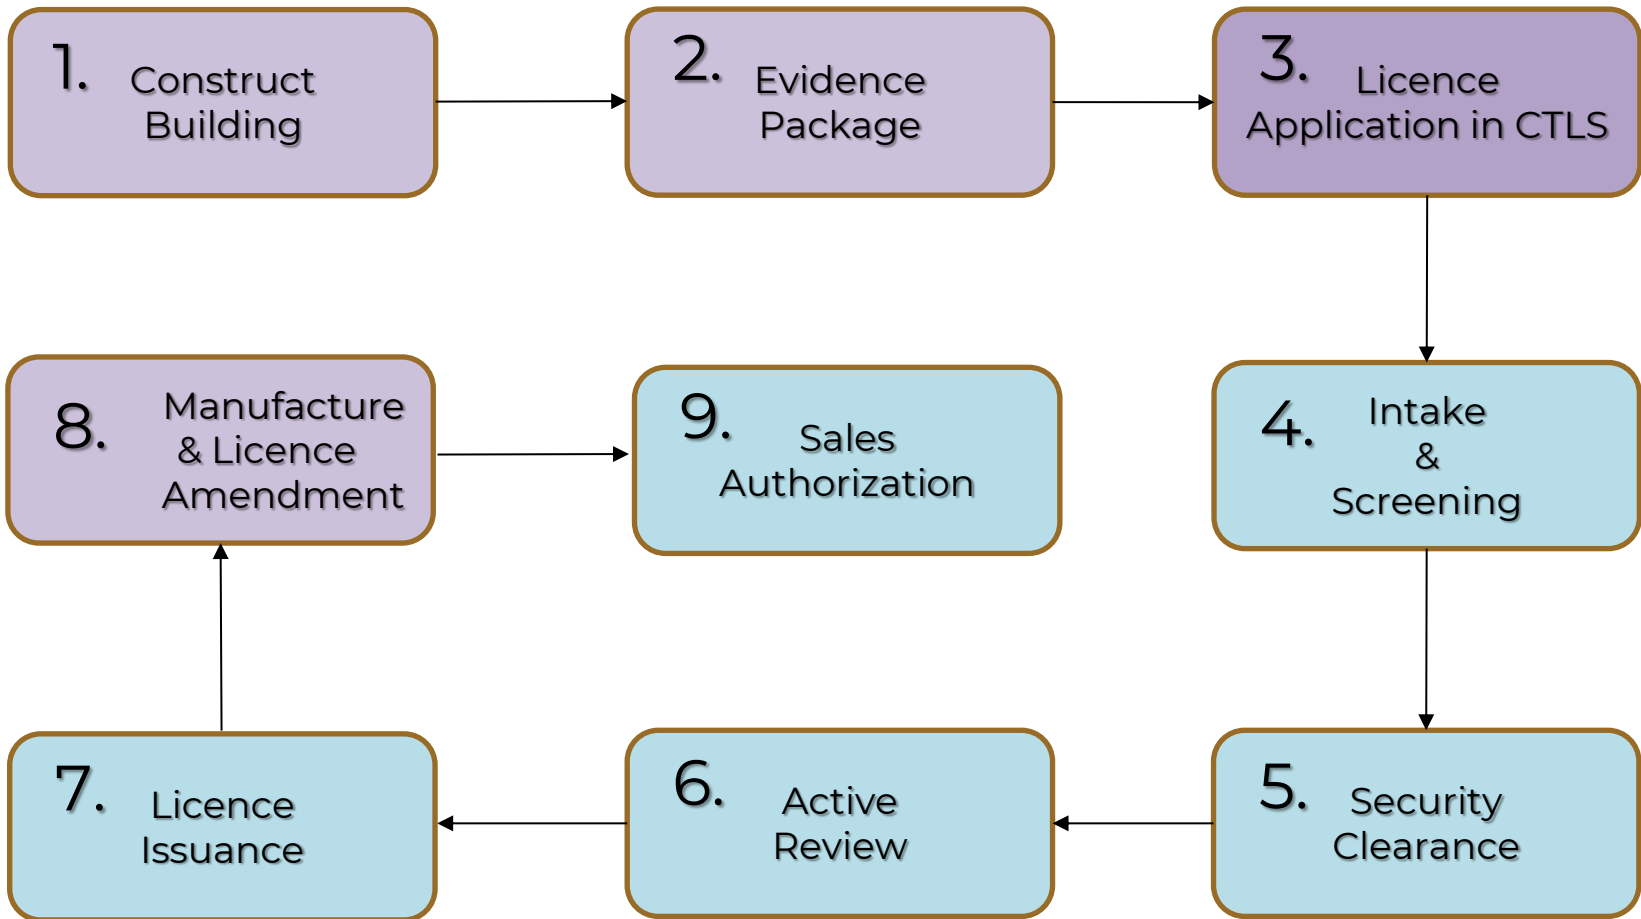 1. Construct
Building
2. Evidence
Package
3. Licence
Application in CTLS
4. Intake
&
Screening
5. Security
Clearance
6. Active
Review
7. Licence
Issuance
8. Manufacture
& Licence
Amendment
9. Sales
Authorization